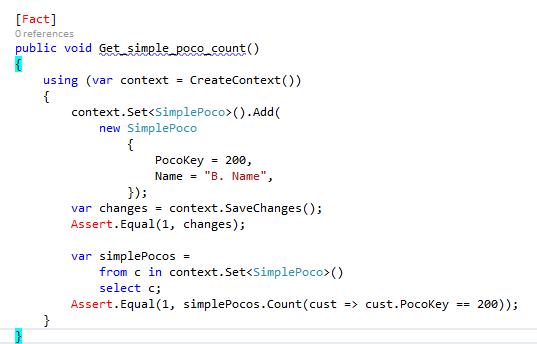 [Fact]
0 references
public void Get_simple_poco_count()
{
    using (var context = CreateContext())
    {
        context.Set<SimplePoco>().Add(
            new SimplePoco
                {
                    PocoKey = 200,
                    Name = "B. Name",
                });
        var changes = context.SaveChanges();
        Assert.Equal(1, changes);

        var simplePocos =
            from c in context.Set<SimplePoco>()
            select c;
        Assert.Equal(1, simplePocos.Count(cust => cust.PocoKey == 200));
    }
}